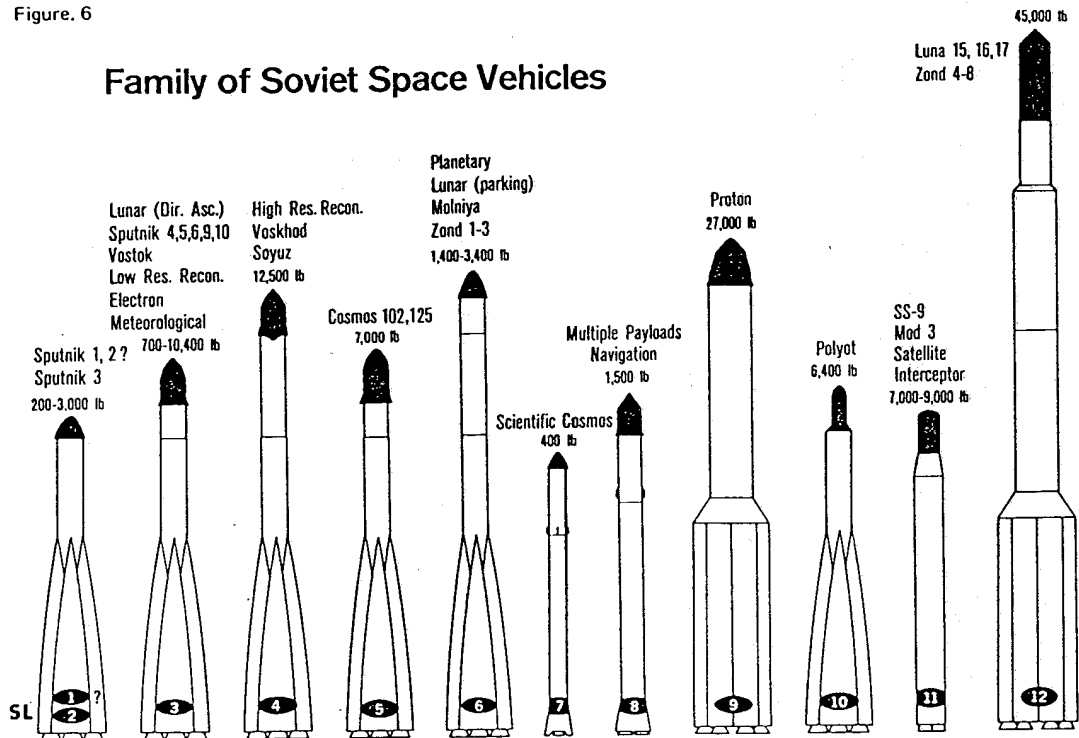 Figure. 6
Family of Soviet Space Vehicles
Sputnik 1, 2?
Sputnik 3
200-3,000 lb
Lunar (Dir. Asc.)
Sputnik 4,5,6,9,10
Vostok
Low Res. Recon.
Electron
Meteorological
700-10,400 lb
High Res. Recon.
Voskhod
Soyuz
12,500 lb
Cosmos 102,125
7,000 lb
Planetary
Lunar (parking)
Molniya
Zond 1-3
1,400-3,400 lb
Scientific Cosmos
400 lb
Multiple Payloads
Navigation
1,500 lb
Proton
27,000 lb
Polyot
6,400 lb
SS-9
Mod 3
Satellite
Interceptor
7,000-9,000 lb
45,000 lb
Luna 15, 16, 17
Zond 4-8
SL
1 ?
2
3
4
5
6
7
8
9
10
11
12